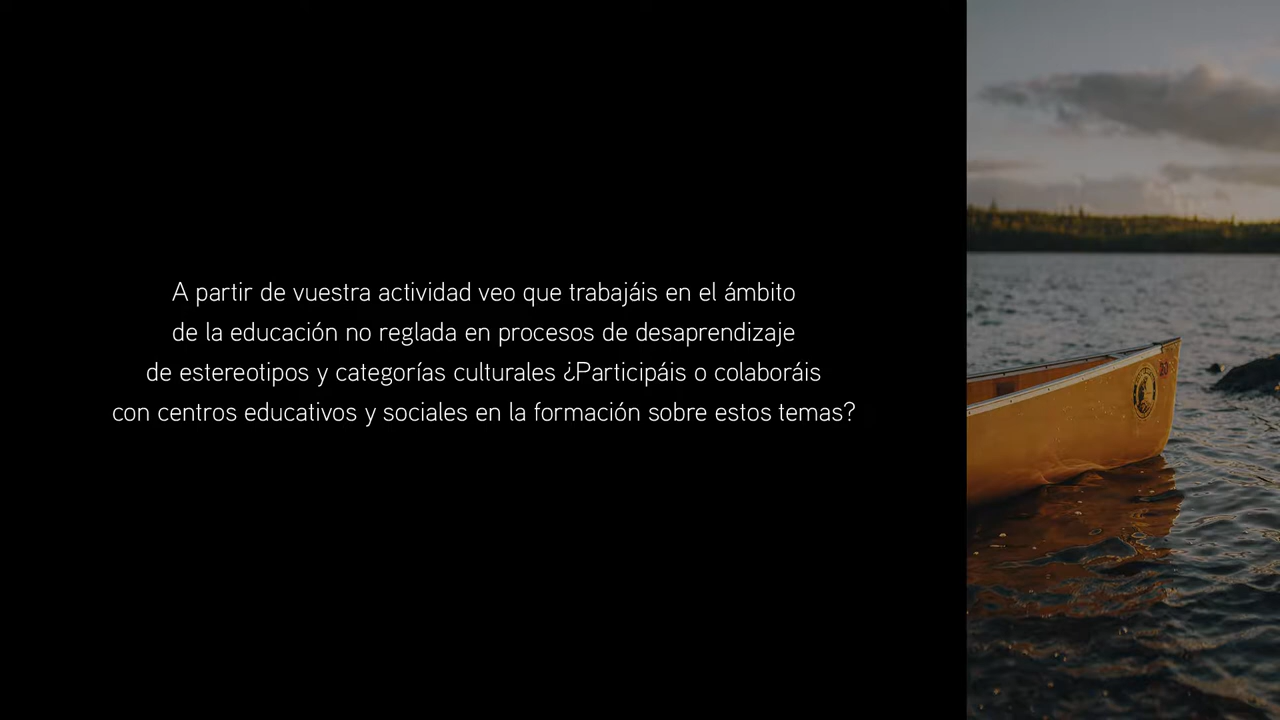 A partir de vuestra actividad veo que trabajáis en el ámbito
de la educación no reglada en procesos de desaprendizaje
de estereotipos y categorías culturales ¿Participáis o colaboráis
con centros educativos y sociales en la formación sobre estos temas?